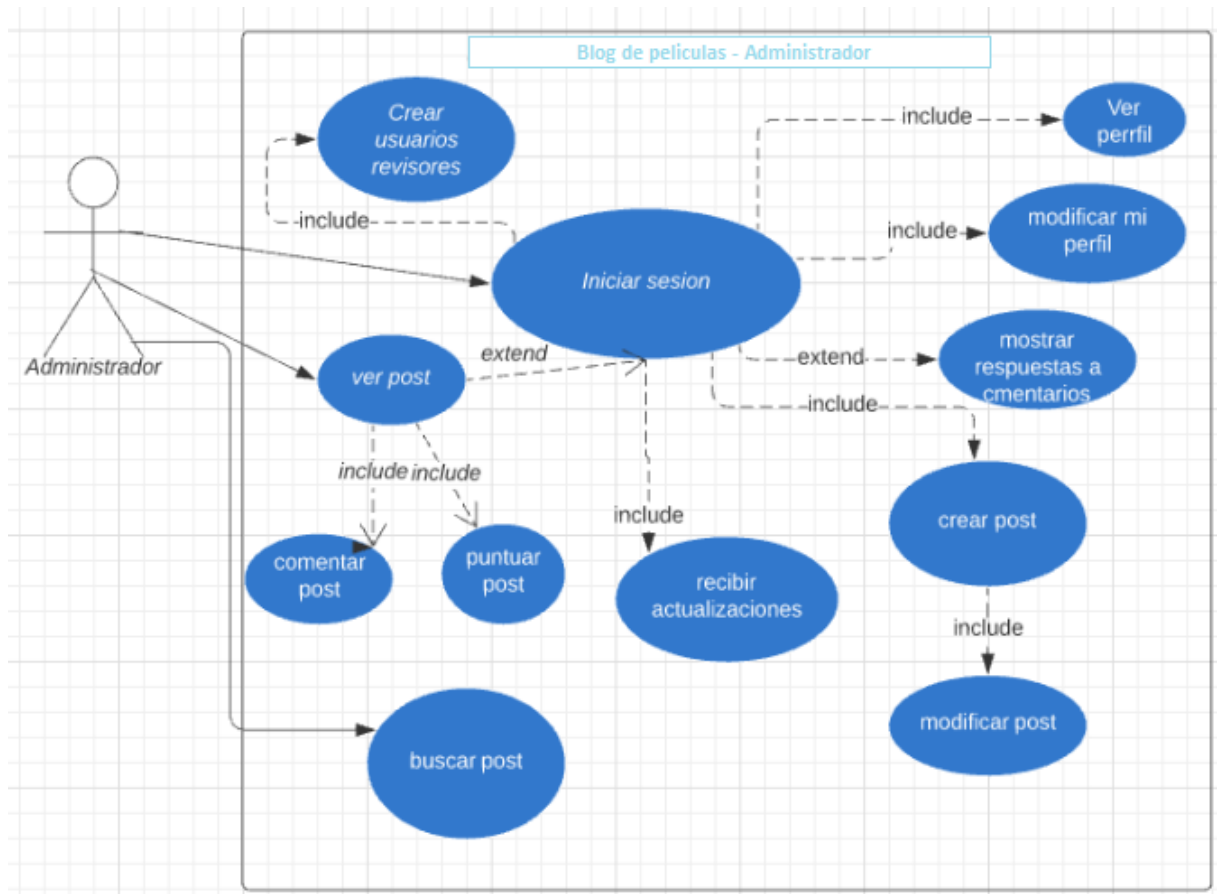 Blog de peliculas - Administrador
Crear
usuarios
revisores
include
Ver
perrfil
include
include
modificar mi
perfil
Iniciar sesion
Administrador
ver post
extend
extend
mostrar
respuestas a
cmentarios
include
include
include
include
crear post
comentar
post
puntuar
post
recibir
actualizaciones
include
modificar post
buscar post